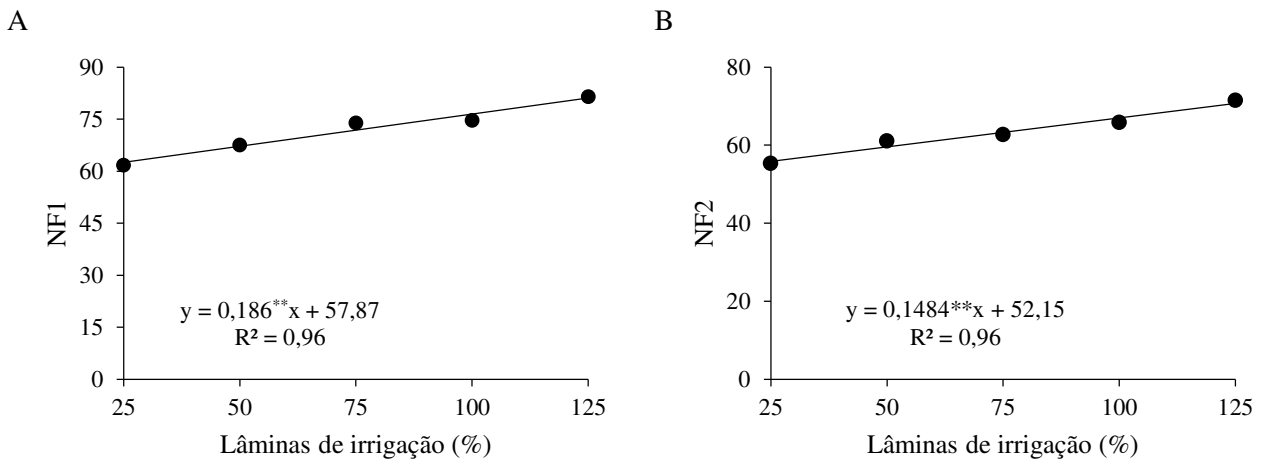 A
90
75
60
45
30
15
0
NF1
y = 0,186**x + 57,87
R² = 0,96
25 50 75 100 125
Lâminas de irrigação (%)
B
80
60
40
20
0
NF2
y = 0,1484**x + 52,15
R² = 0,96
25 50 75 100 125
Lâminas de irrigação (%)